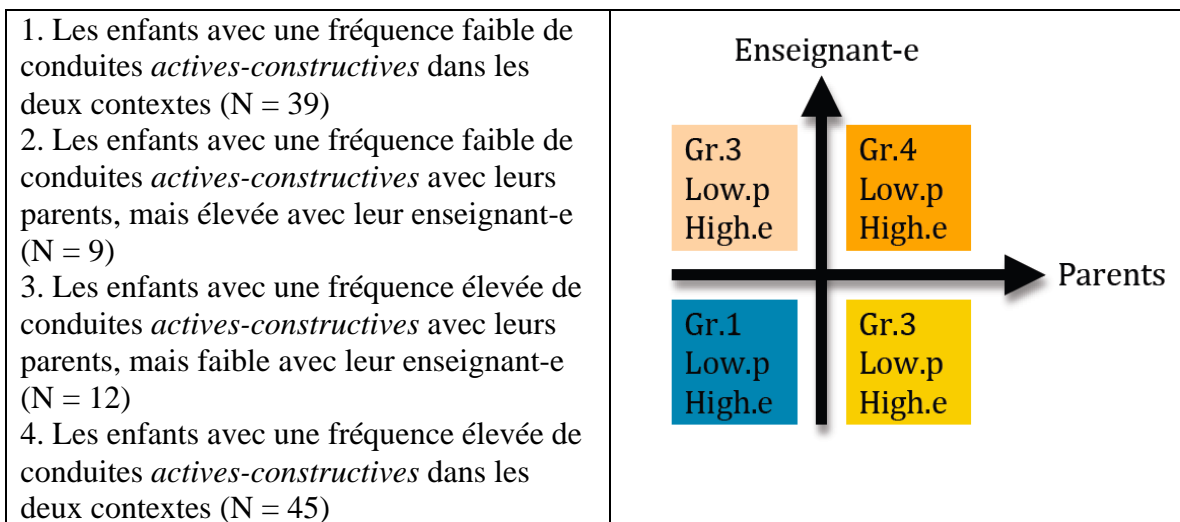 1. Les enfants avec une fréquence faible de
conduites actives-constructives dans les
deux contextes (N = 39)
2. Les enfants avec une fréquence faible de
conduites actives-constructives avec leurs
parents, mais élevée avec leur enseignant-e
(N = 9)
3. Les enfants avec une fréquence élevée de
conduites actives-constructives avec leurs
parents, mais faible avec leur enseignant-e
(N = 12)
4. Les enfants avec une fréquence élevée de
conduites actives-constructives dans les
deux contextes (N = 45)
Enseignant-e
Gr.3
Low.p
High.e
Gr.4
Low.p
High.e
Parents
Gr.1
Low.p
High.e
Gr.3
Low.p
High.e